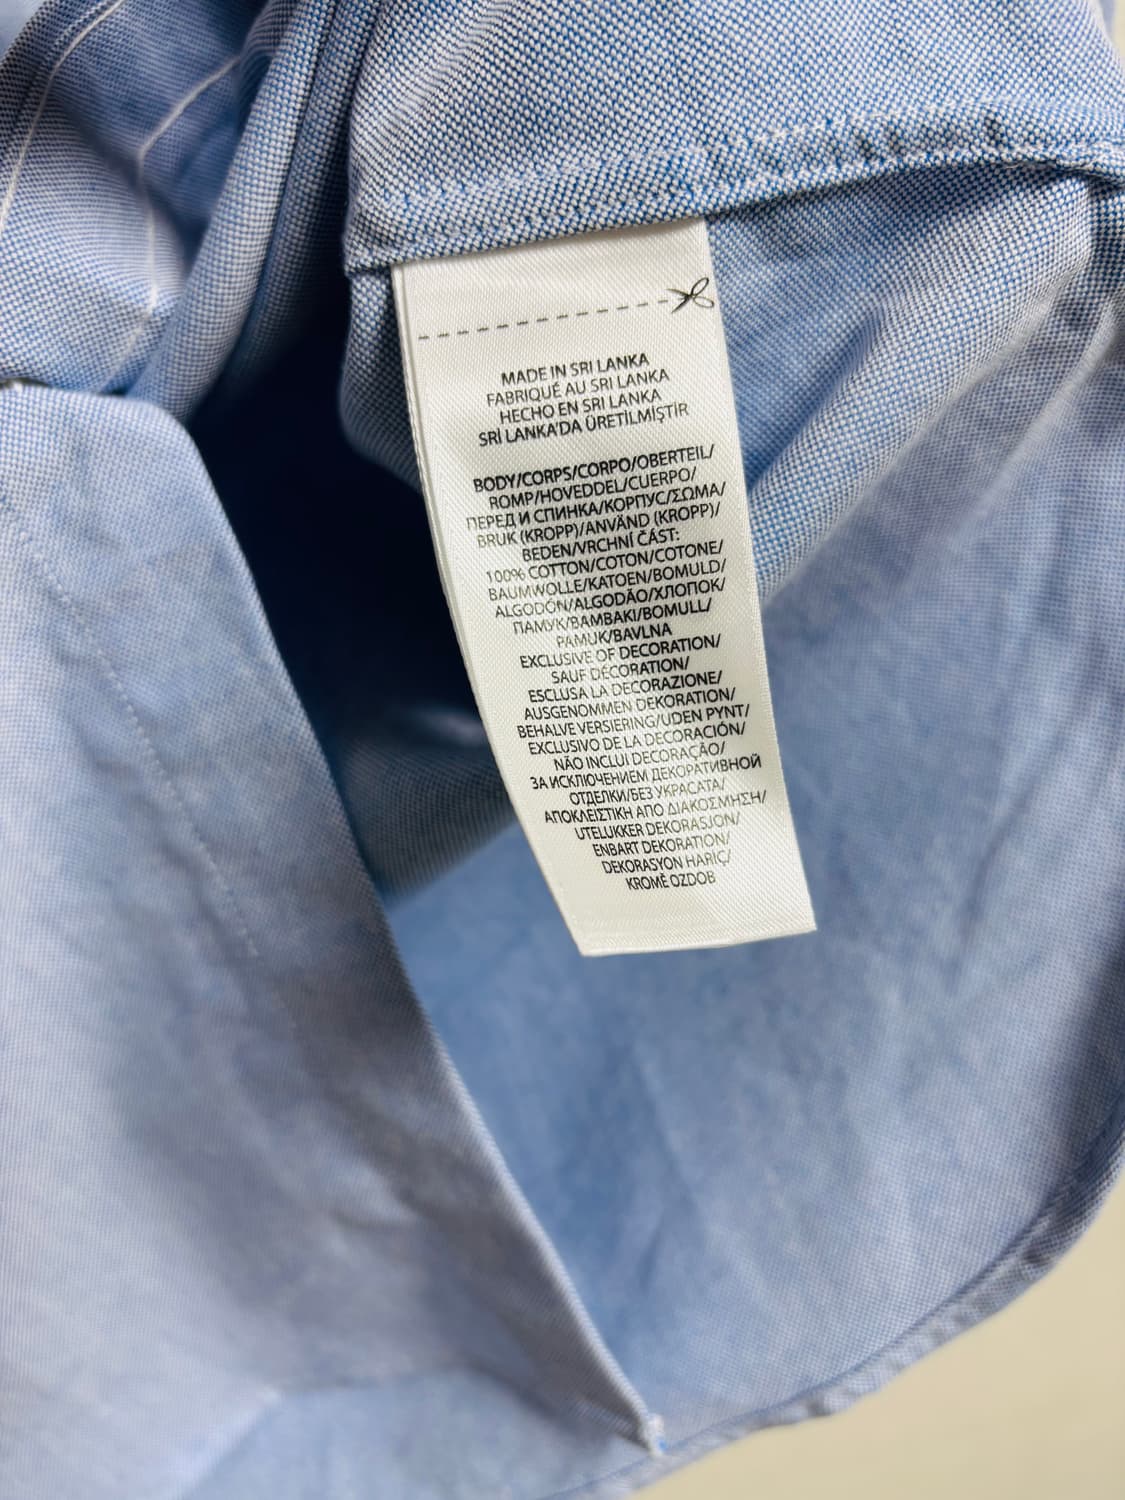 MADE IN SRI LANKA
FABRIQUÉ AU SRI LANKA
HECHO EN SRI LANKA
SRİ LANKA'DA ÜRETİLMİŞTİR
BODY/CORPS/CORPO/OBERTEIL/
ROMP/HOVEDDEL/CUERPO/
ПЕРЕД И СПИНКА/КОРПУС/ΣΩΜΑ/
BRUK (KROPP)/ANVÄND (KROPP)/
BEDEN/VRCHNÍ ČÁST:
100% COTTON/COTON/COTONE/
BAUMWOLLE/KATOEN/BOMULD/
ALGODÓN/ALGODÃO/ХЛОПОК/
ПАМУК/BAMBAKI/BOMULL/
PAMUK/BAVLNA
EXCLUSIVE OF DECORATION/
SAUF DÉCORATION/
ESCLUSA LA DECORAZIONE/
AUSGENOMMEN DEKORATION/
BEHALVE VERSIERING/UDEN PYNT/
EXCLUSIVO DE LA DECORACIÓN/
NÃO INCLUI DECORAÇÃO/
ЗА ИСКЛЮЧЕНИЕМ ДЕКОРАТИВНОЙ
ОТДЕЛКИ/БЕЗ УКРАСАТА/
ΑΠΟΚΛΕΙΣΤΙΚΗ ΑΠΟ ΔΙΑΚΟΣΜΗΣΗ/
UTELUKKER DEKORASJON/
ENBART DEKORATION/
DEKORASYON HARİÇ/
KROMĚ OZDOB